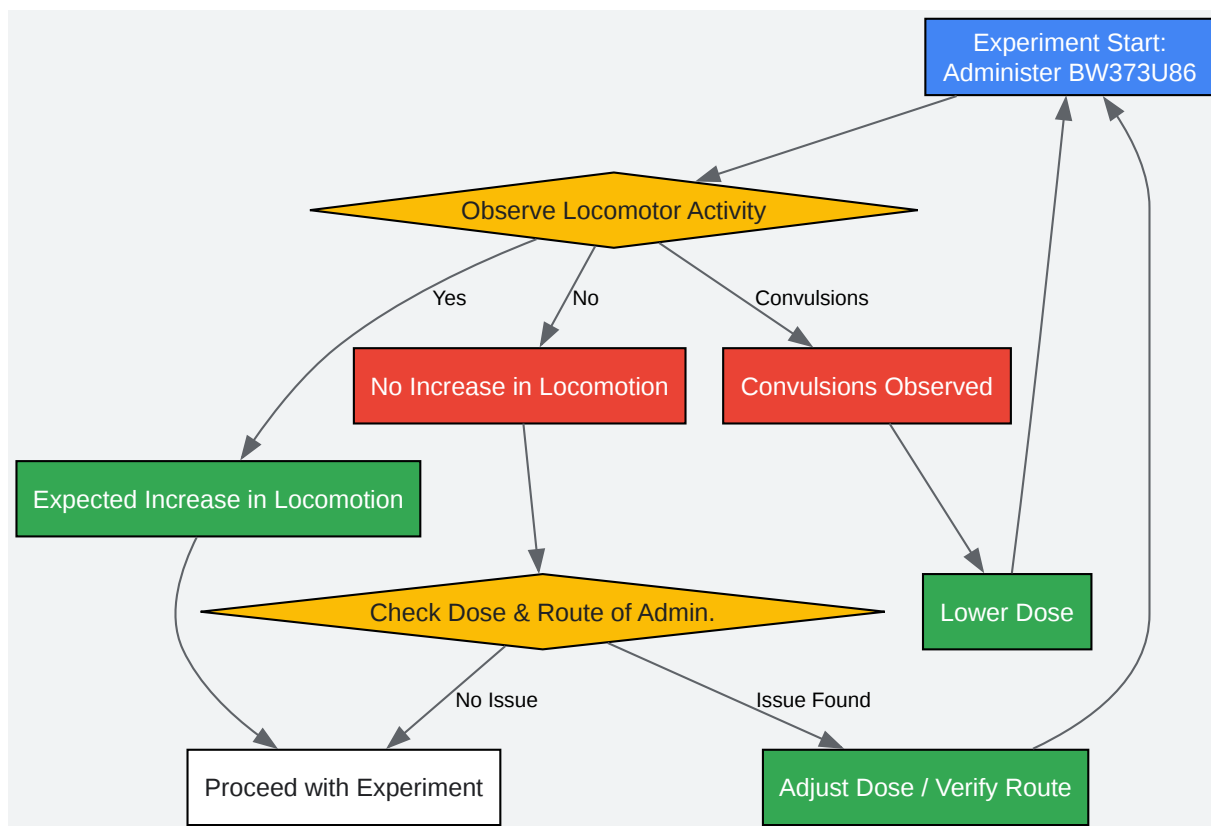 Experiment Start:
Administer BW373U86
Observe Locomotor Activity
Yes
No
Convulsions
No Increase in Locomotion
Convulsions Observed
Expected Increase in Locomotion
Check Dose & Route of Admin.
Lower Dose
No Issue
Issue Found
Proceed with Experiment
Adjust Dose / Verify Route